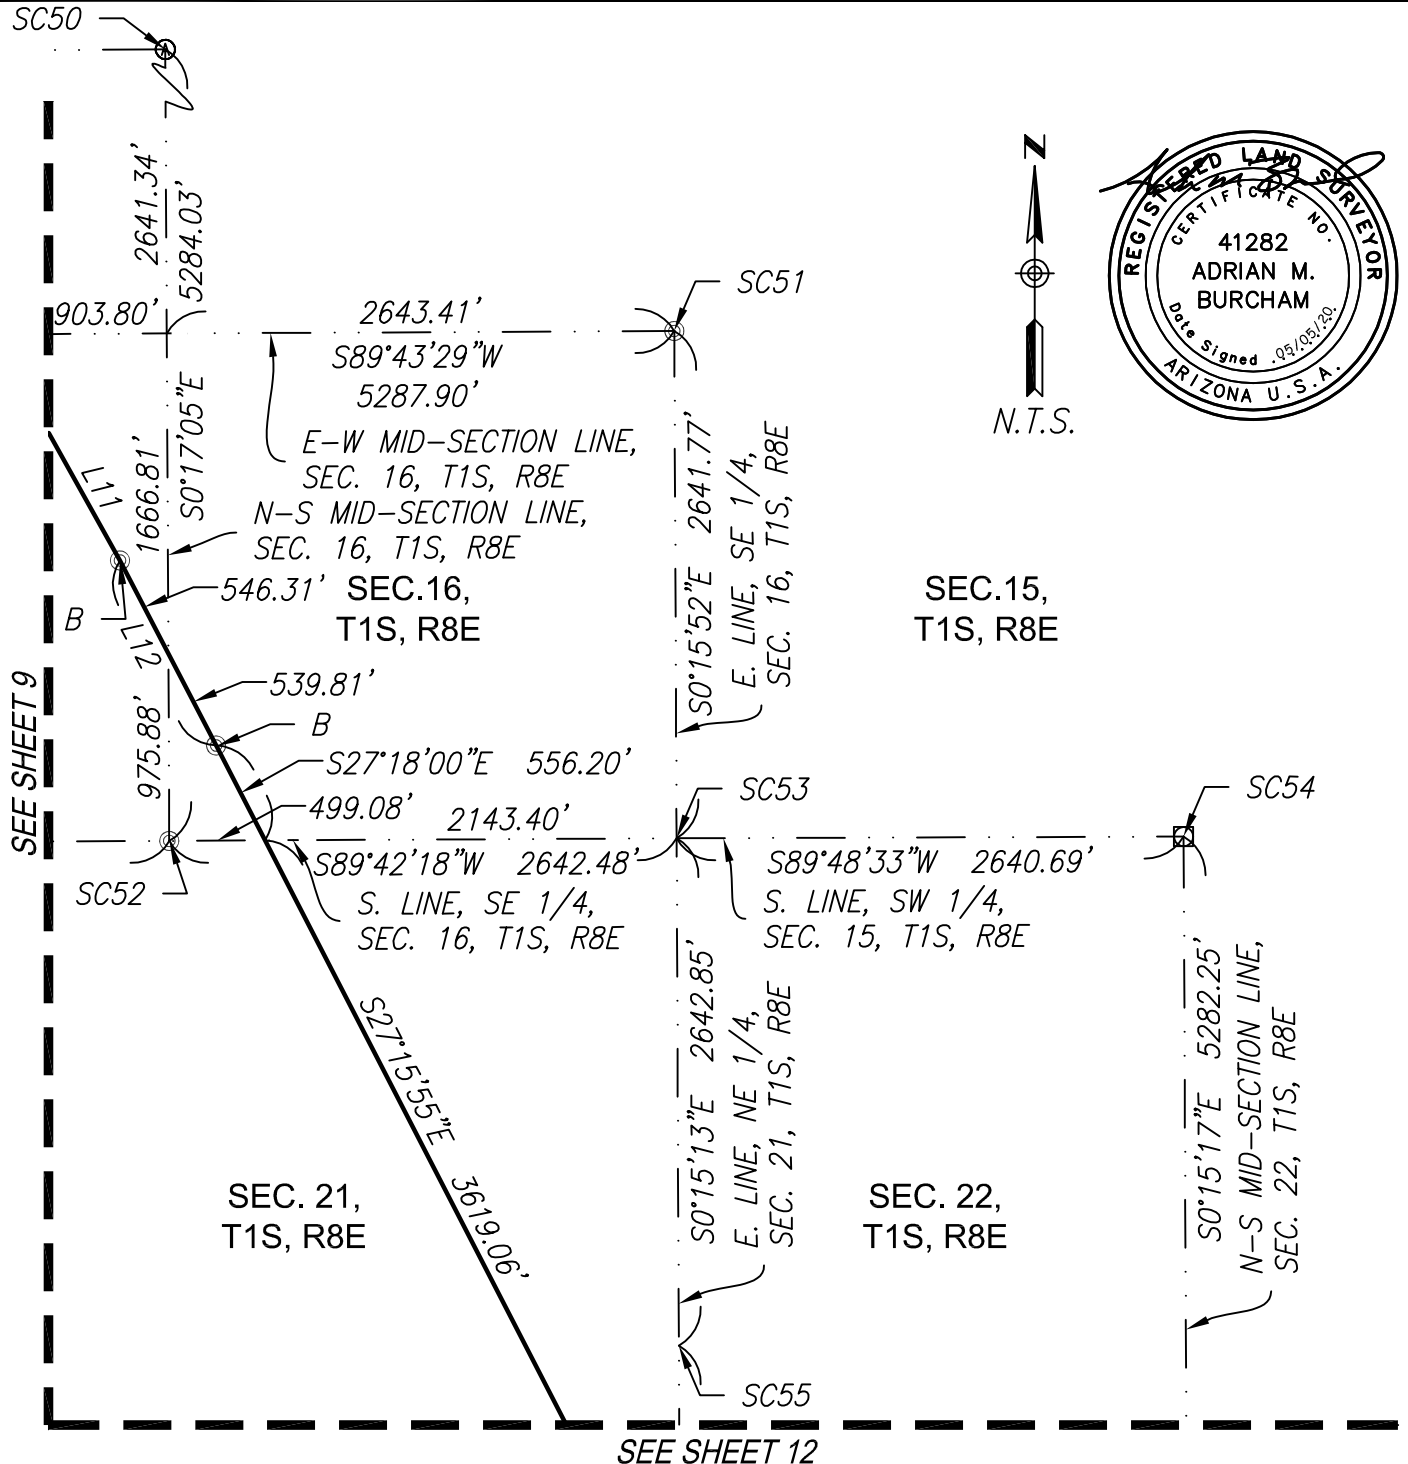 SC50
2641.34'
5284.03'
S0°17'05"E
903.80'
2643.41'
S89°43'29"W
5287.90'
SC51
E-W MID-SECTION LINE,
SEC. 16, T1S, R8E
N-S MID-SECTION LINE,
SEC. 16, T1S, R8E
N
N.T.S.
REGISTERED LAND SURVEYOR
CERTIFICATE NO.
41282
ADRIAN M.
BURCHAM
Date Signed 05/05/20
ARIZONA U.S.A.
L11
1666.81'
546.31'
B
L12
SEC.16,
T1S, R8E
S0°15'52"E 2641.77'
E. LINE, SE 1/4,
SEC. 16, T1S, R8E
SEC.15,
T1S, R8E
SEE SHEET 9
975.88'
539.81'
B
S27°18'00"E 556.20'
499.08'
2143.40'
S89°42'18"W 2642.48'
S. LINE, SE 1/4,
SEC. 16, T1S, R8E
SC52
SC53
S89°48'33"W 2640.69'
S. LINE, SW 1/4,
SEC. 15, T1S, R8E
SC54
S27°15'55"E 3619.06'
S0°15'13"E 2642.85'
E. LINE, NE 1/4,
SEC. 21, T1S, R8E
S0°15'17"E 5282.25'
N-S MID-SECTION LINE,
SEC. 22, T1S, R8E
SEC. 21,
T1S, R8E
SEC. 22,
T1S, R8E
SC55
SEE SHEET 12